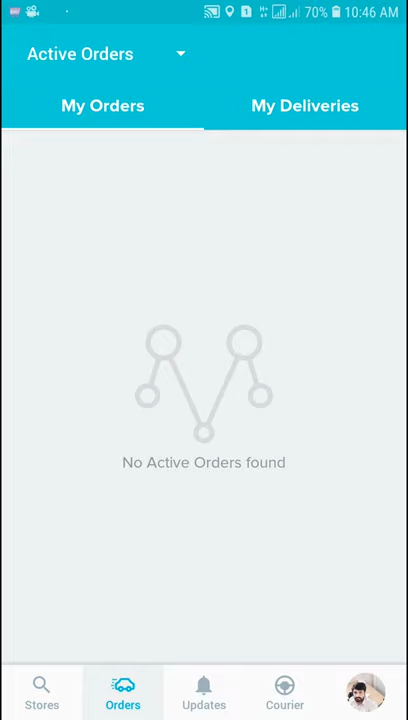 70% 10:46 AM
Active Orders
My Orders My Deliveries
No Active Orders found
Stores Orders Updates Courier